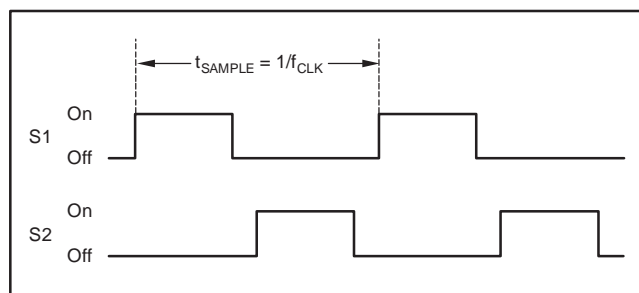 t_SAMPLE = 1/f_CLK
On
S1
Off
On
S2
Off